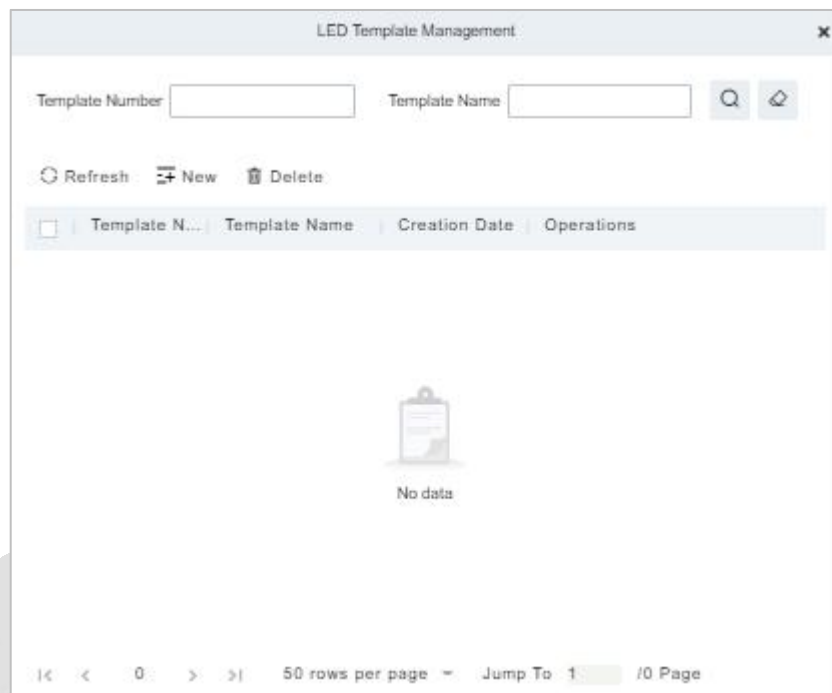 LED Template Management
Template Number Template Name
Refresh New Delete
Template N... Template Name Creation Date Operations
No data
0 50 rows per page Jump To 1 /0 Page